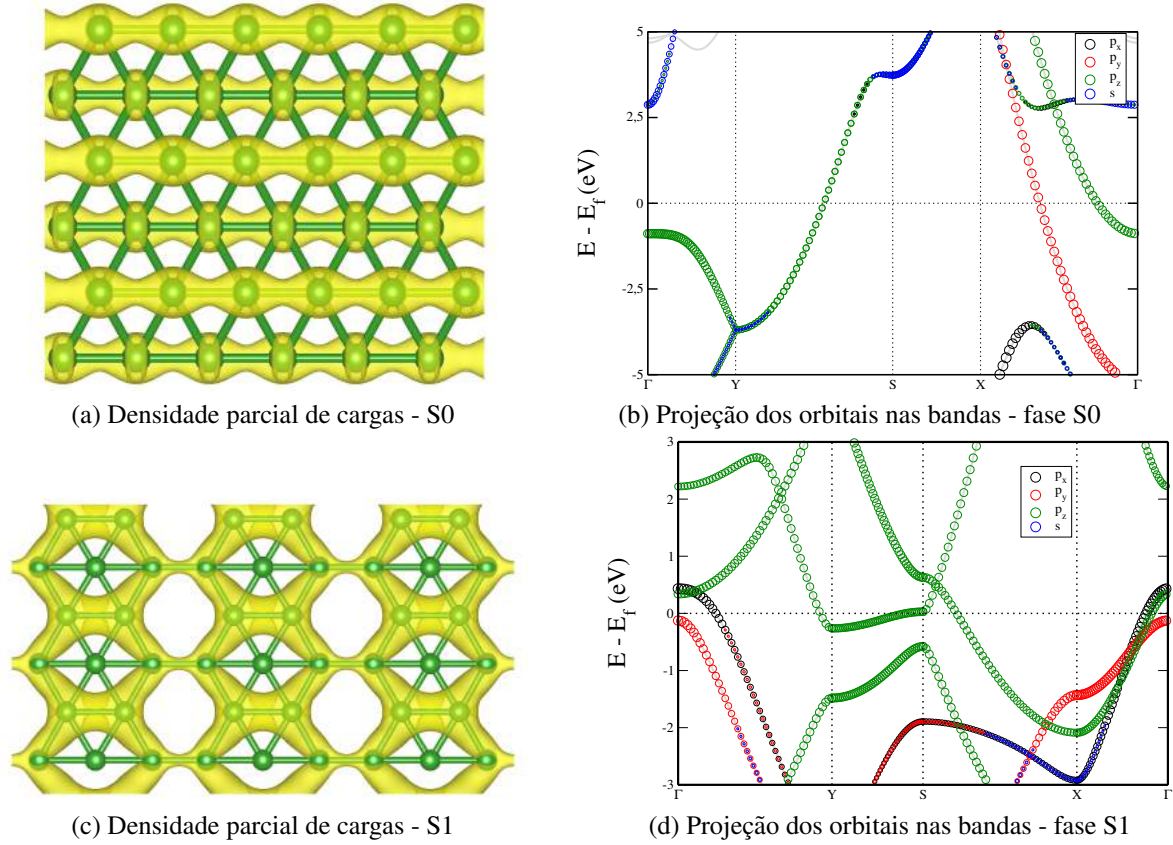 5
2,5
0
-2,5
-5
E - E_f (eV)
Γ
Y
S
X
Γ
p_x
p_y
p_z
s
(a) Densidade parcial de cargas - S0
(b) Projeção dos orbitais nas bandas - fase S0
3
2
1
0
-1
-2
-3
E - E_f (eV)
Γ
Y
S
X
Γ
p_x
p_y
p_z
s
(c) Densidade parcial de cargas - S1
(d) Projeção dos orbitais nas bandas - fase S1